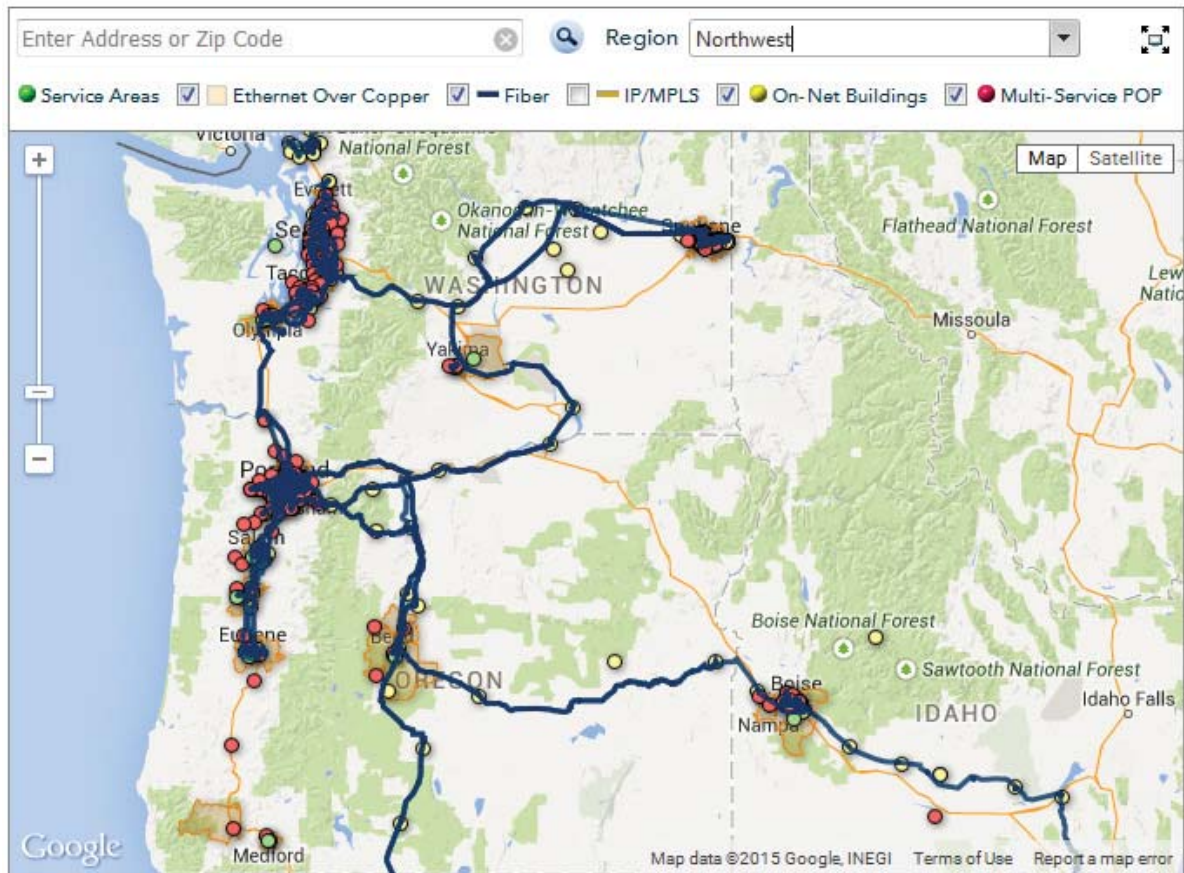 Enter Address or Zip Code Region Northwest
Service Areas Ethernet Over Copper Fiber IP/MPLS On-Net Buildings Multi-Service POP
Victoria
National Forest
Map Satellite
Everett
Okanogan-Wenatchee
National Forest
Flathead National Forest
WASHINGTON
Olympia
Missoula
Yakima
Portland
Salem
Eugene
Boise National Forest
OREGON
Sawtooth National Forest
Boise
Nampa
IDAHO
Idaho Falls
Medford
Google
Map data ©2015 Google, INEGI Terms of Use Report a map error